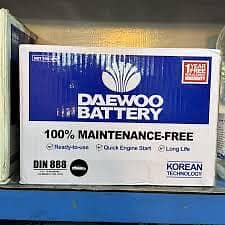 1 YEAR
FREE
WARRANTY
DAEWOO
BATTERY
100% MAINTENANCE-FREE
Ready-to-use Quick Engine Start Long Life
DIN 888
KOREAN
TECHNOLOGY